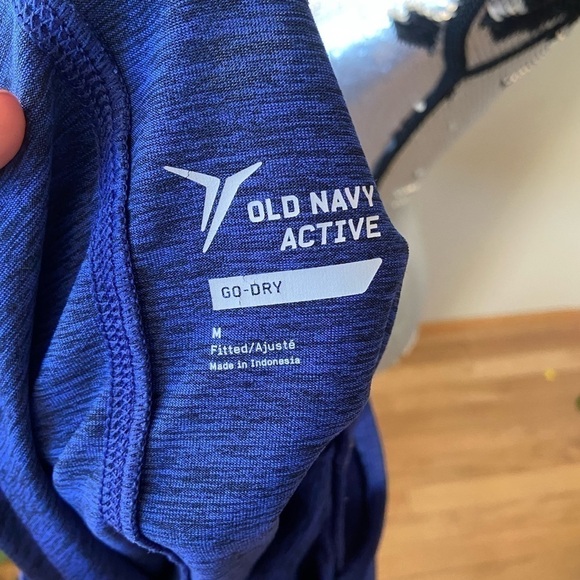 OLD NAVY
ACTIVE
GO-DRY
M
Fitted/Ajusté
Made in Indonesia